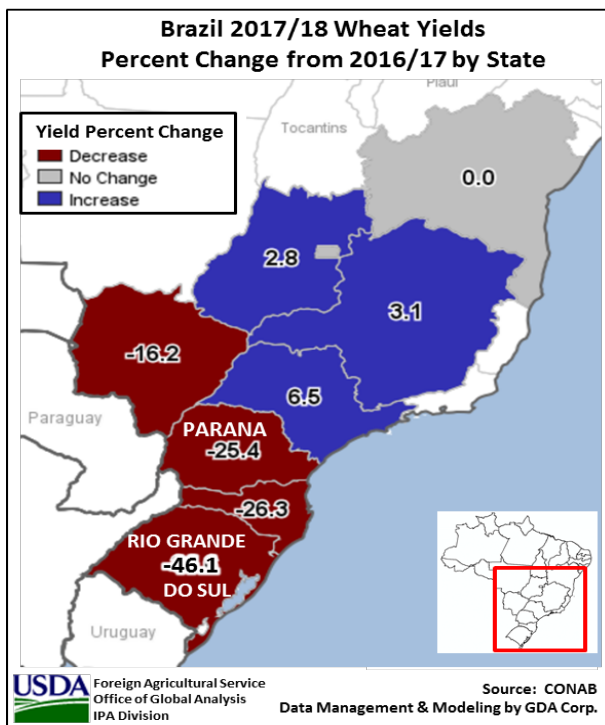 Brazil 2017/18 Wheat Yields
Percent Change from 2016/17 by State
Piaui
Tocantins
Yield Percent Change
Decrease
No Change
Increase
0.0
2.8
3.1
-16.2
6.5
Paraguay
PARANA
-25.4
-26.3
RIO GRANDE
-46.1
DO SUL
Uruguay
USDA
Foreign Agricultural Service
Office of Global Analysis
IPA Division
Source: CONAB
Data Management & Modeling by GDA Corp.